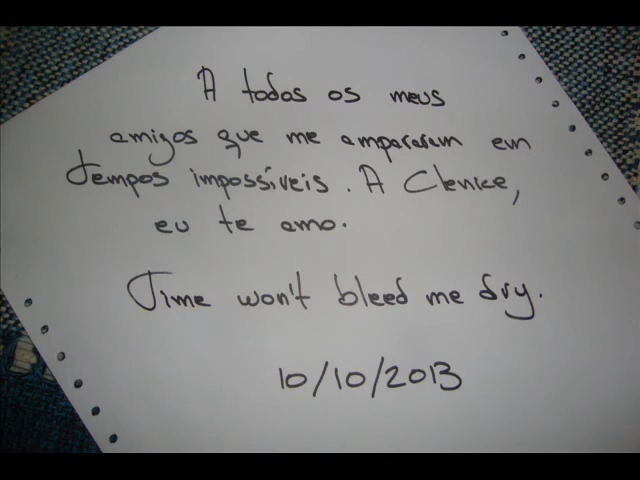 A todos os meus
amigos que me ampararam em
tempos impossíveis. A Clenice,
eu te amo.
Time won't bleed me dry.
10/10/2013